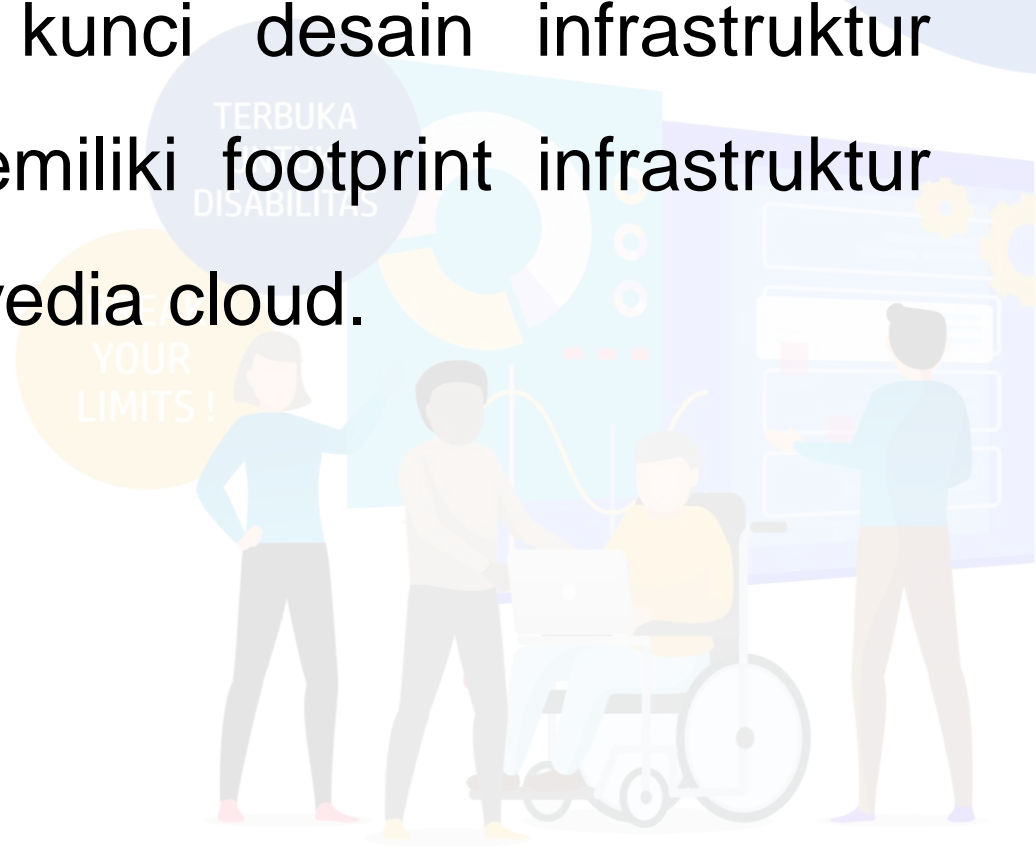 kunci desain infrastruktur
TERBUKA
emiliki footprint infrastruktur
DISABILITAS
yedia cloud.
YOUR
LIMITS !